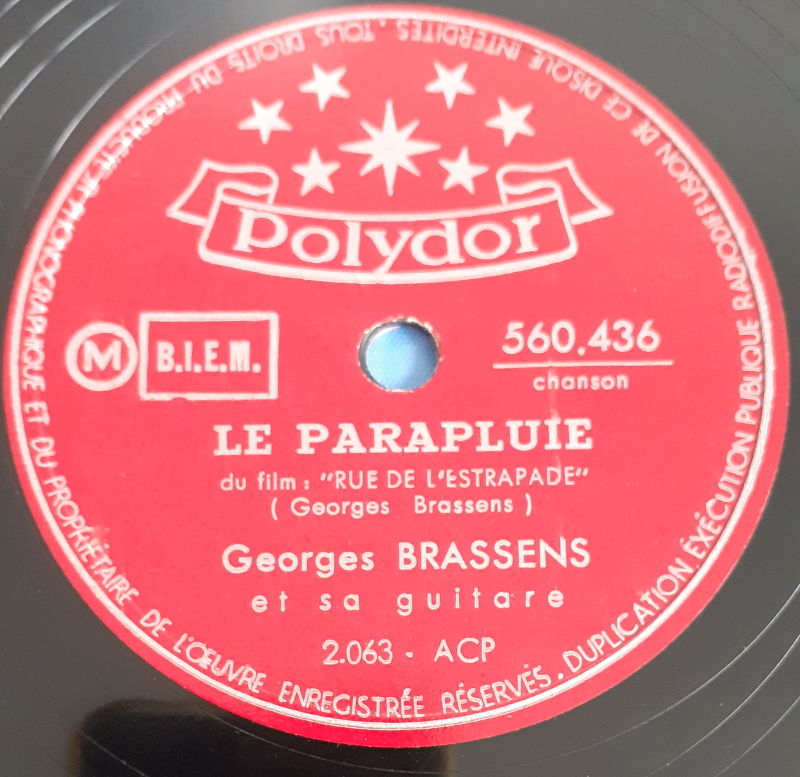 Polydor
M B.I.E.M.
560.436
chanson
LE PARAPLUIE
du film : "RUE DE L'ESTRAPADE"
( Georges Brassens )
Georges BRASSENS
et sa guitare
2.063 - ACP
TOUS DROITS DU PRODUCTEUR PHONOGRAPHIQUE ET DU PROPRIÉTAIRE DE L'ŒUVRE ENREGISTRÉE RÉSERVÉS. DUPLICATION EXÉCUTION PUBLIQUE RADIODIFFUSION DE CE DISQUE INTERDITES.